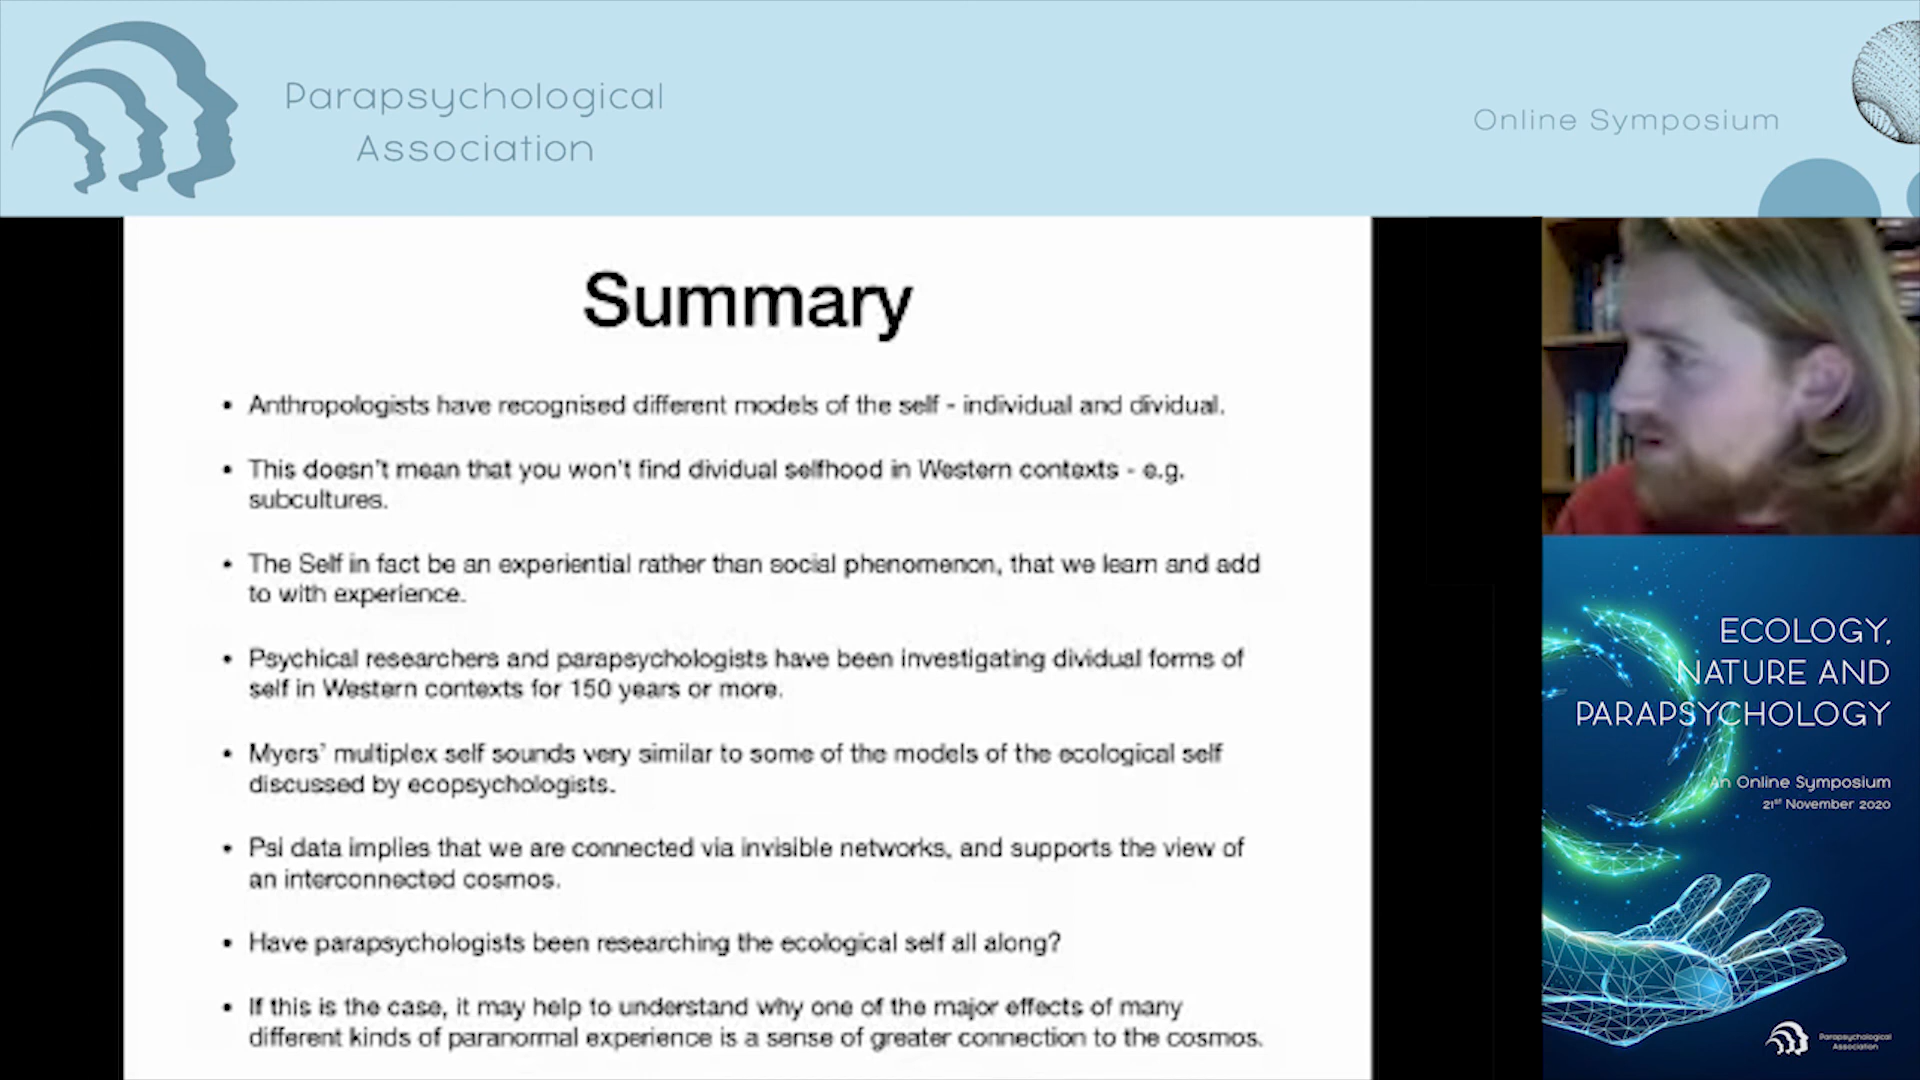 Parapsychological
Association
Online Symposium
Summary
• Anthropologists have recognised different models of the self - individual and dividual.
• This doesn't mean that you won't find dividual selfhood in Western contexts - e.g.
subcultures.
• The Self in fact be an experiential rather than social phenomenon, that we learn and add
to with experience.
• Psychical researchers and parapsychologists have been investigating dividual forms of
self in Western contexts for 150 years or more.
• Myers' multiplex self sounds very similar to some of the models of the ecological self
discussed by ecopsychologists.
• Psi data implies that we are connected via invisible networks, and supports the view of
an interconnected cosmos.
• Have parapsychologists been researching the ecological self all along?
• If this is the case, it may help to understand why one of the major effects of many
different kinds of paranormal experience is a sense of greater connection to the cosmos.
ECOLOGY,
NATURE AND
PARAPSYCHOLOGY
An Online Symposium
21st November 2020
Parapsychological
Association